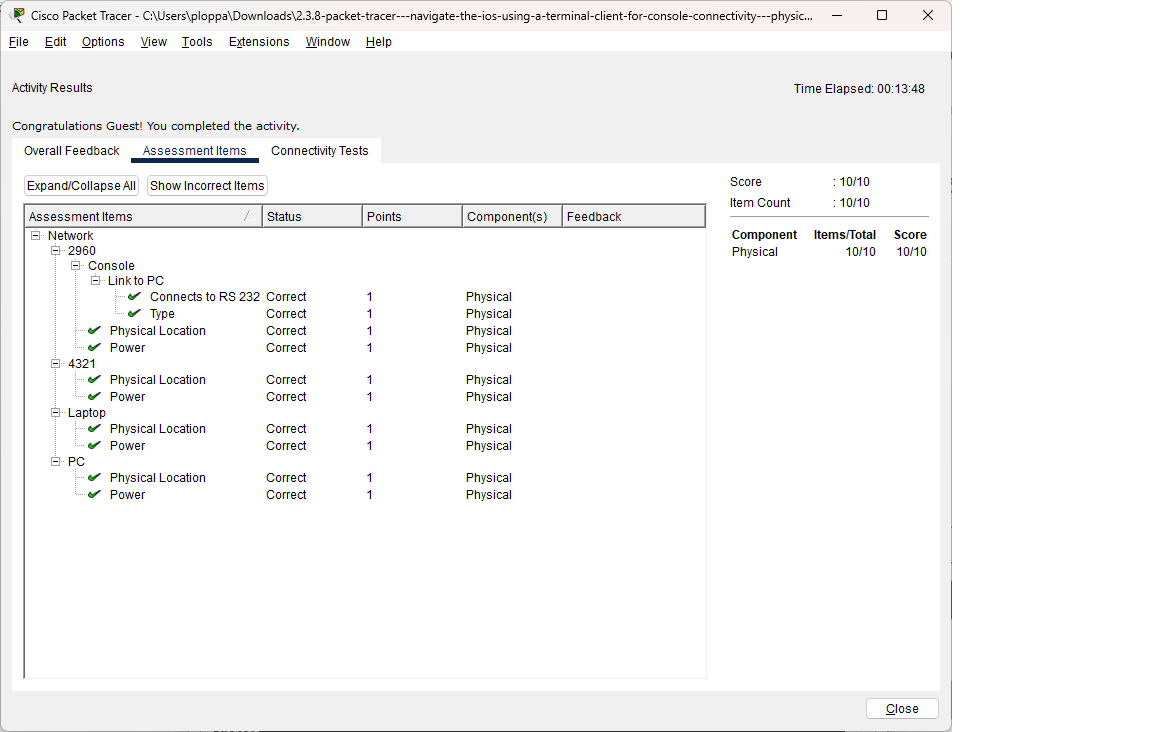 Cisco Packet Tracer - C:\Users\ploppa\Downloads\2.3.8-packet-tracer---navigate-the-ios-using-a-terminal-client-for-console-connectivity---physic...
File Edit Options View Tools Extensions Window Help
Activity Results
Time Elapsed: 00:13:48
Congratulations Guest! You completed the activity.
Overall Feedback Assessment Items Connectivity Tests
Expand/Collapse All Show Incorrect Items
Score : 10/10
Item Count : 10/10
Component Items/Total Score
Physical 10/10 10/10
Assessment Items Status Points Component(s) Feedback
Network
2960
Console
Link to PC
Connects to RS 232 Correct 1 Physical
Type Correct 1 Physical
Physical Location Correct 1 Physical
Power Correct 1 Physical
4321
Physical Location Correct 1 Physical
Power Correct 1 Physical
Laptop
Physical Location Correct 1 Physical
Power Correct 1 Physical
PC
Physical Location Correct 1 Physical
Power Correct 1 Physical
Close